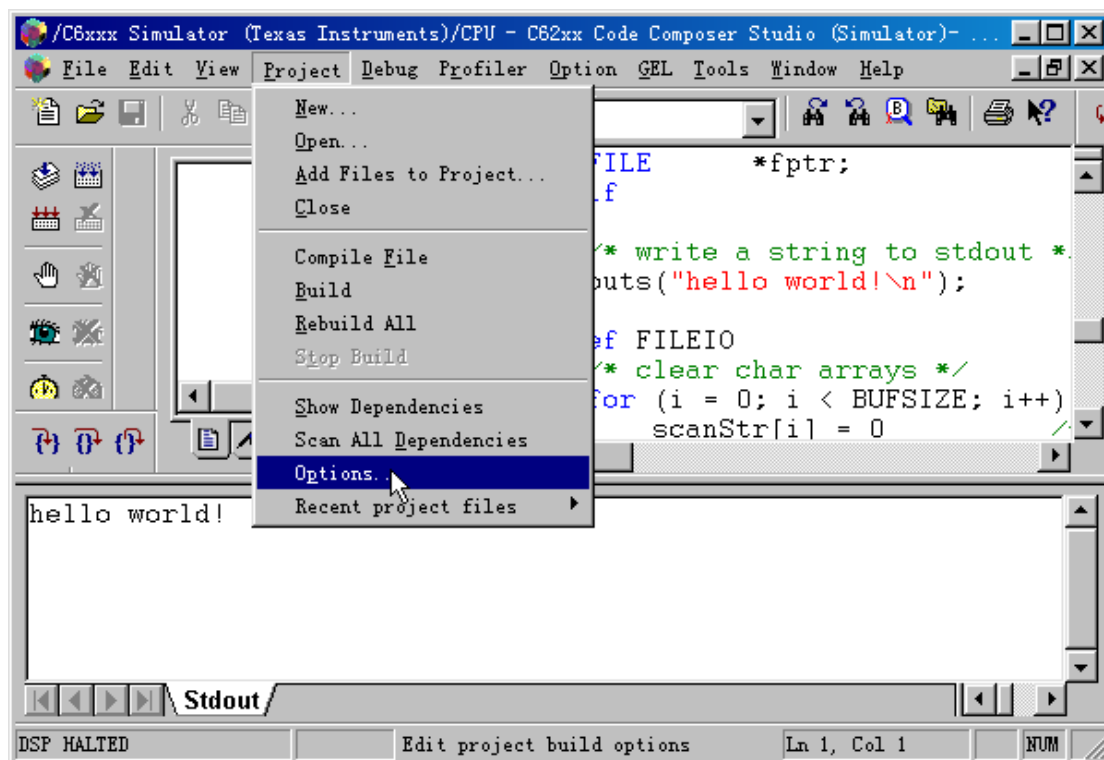 /C6xxx Simulator (Texas Instruments)/CPU - C62xx Code Composer Studio (Simulator)- ...
File Edit View Project Debug Profiler Option GEL Tools Window Help
New...
Open...
Add Files to Project...
Close
Compile File
Build
Rebuild All
Stop Build
Show Dependencies
Scan All Dependencies
Options...
Recent project files
FILE *fptr;
f
/* write a string to stdout *
puts("hello world!\n");
ef FILEIO
/* clear char arrays */
for (i = 0; i < BUFSIZE; i++)
scanStr[i] = 0 /
hello world!
Stdout
DSP HALTED Edit project build options Ln 1, Col 1 NUM